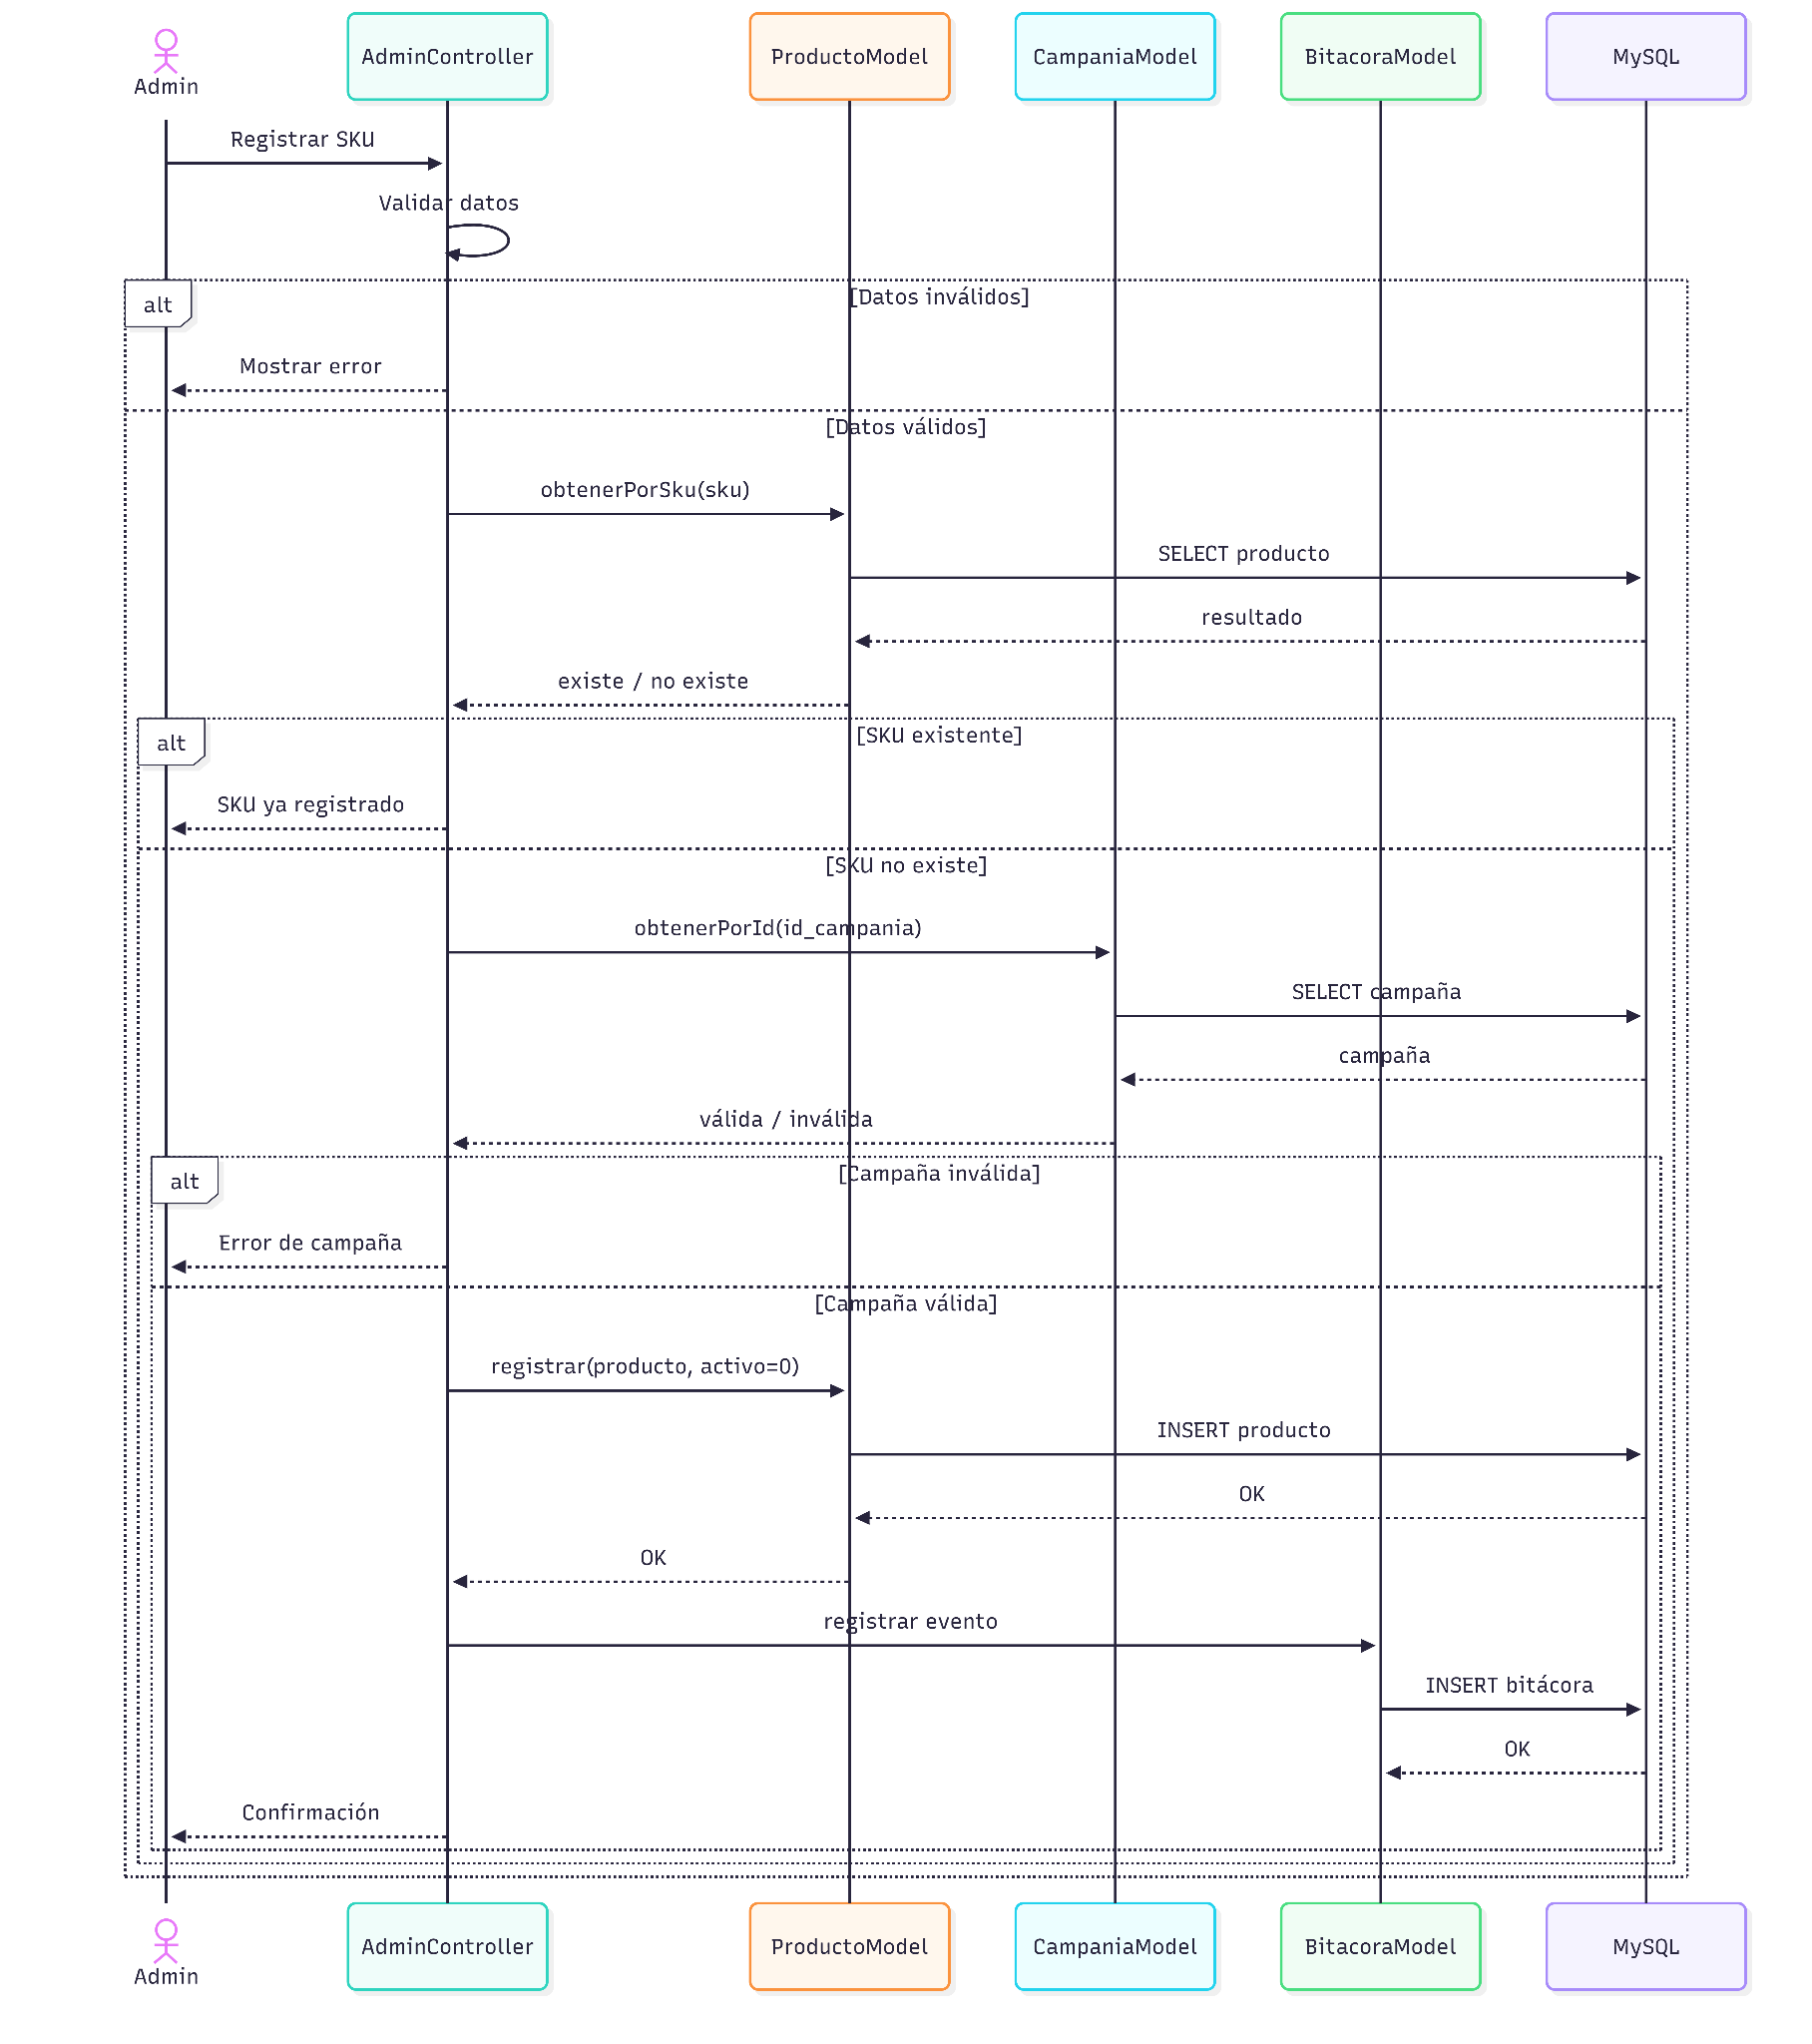 Admin
AdminController
ProductoModel
CampaniaModel
BitacoraModel
MySQL
Registrar SKU
Validar datos
alt
[Datos inválidos]
Mostrar error
[Datos válidos]
obtenerPorSku(sku)
SELECT producto
resultado
existe / no existe
alt
[SKU existente]
SKU ya registrado
[SKU no existe]
obtenerPorId(id_campania)
SELECT campaña
campaña
válida / inválida
alt
[Campaña inválida]
Error de campaña
[Campaña válida]
registrar(producto, activo=0)
INSERT producto
OK
OK
registrar evento
INSERT bitácora
OK
Confirmación
Admin
AdminController
ProductoModel
CampaniaModel
BitacoraModel
MySQL